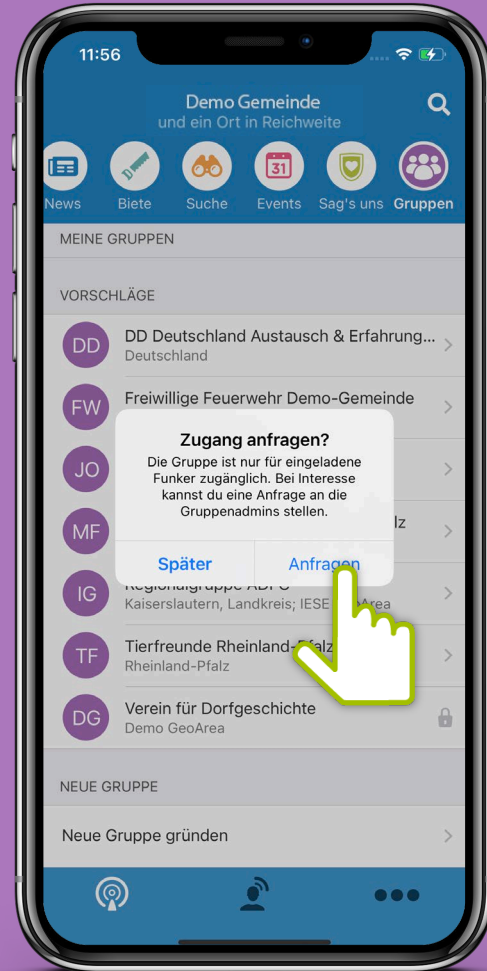 11:56
Demo Gemeinde
und ein Ort in Reichweite
31
News Biete Suche Events Sag's uns Gruppen
MEINE GRUPPEN
VORSCHLÄGE
DD
DD Deutschland Austausch & Erfahrung...
Deutschland
FW
Freiwillige Feuerwehr Demo-Gemeinde
Zugang anfragen?
Die Gruppe ist nur für eingeladene
Funker zugänglich. Bei Interesse
kannst du eine Anfrage an die
Gruppenadmins stellen.
Später Anfragen
JO
MF
lz
IG
Regionalgruppe
Kaiserslautern, Landkreis; IESE
TF
Tierfreunde Rheinland-Pfalz
Rheinland-Pfalz
DG
Verein für Dorfgeschichte
Demo GeoArea
NEUE GRUPPE
Neue Gruppe gründen